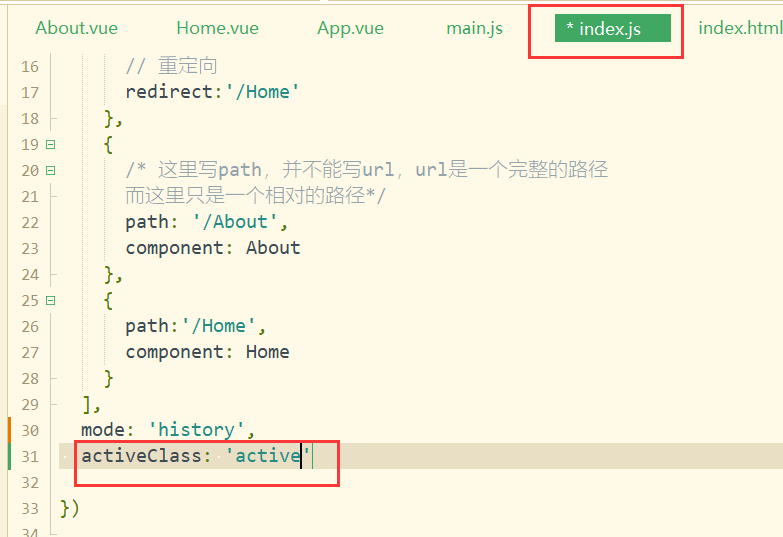 About.vue Home.vue App.vue main.js * index.js index.html
16 // 重定向
17 redirect:'/Home'
18 },
19 {
20 /* 这里写path，并不能写url，url是一个完整的路径
21 而这里只是一个相对的路径*/
22 path: '/About',
23 component: About
24 },
25 {
26 path:'/Home',
27 component: Home
28 }
29 ],
30 mode: 'history',
31 activeClass: 'active'
32
33 })
34